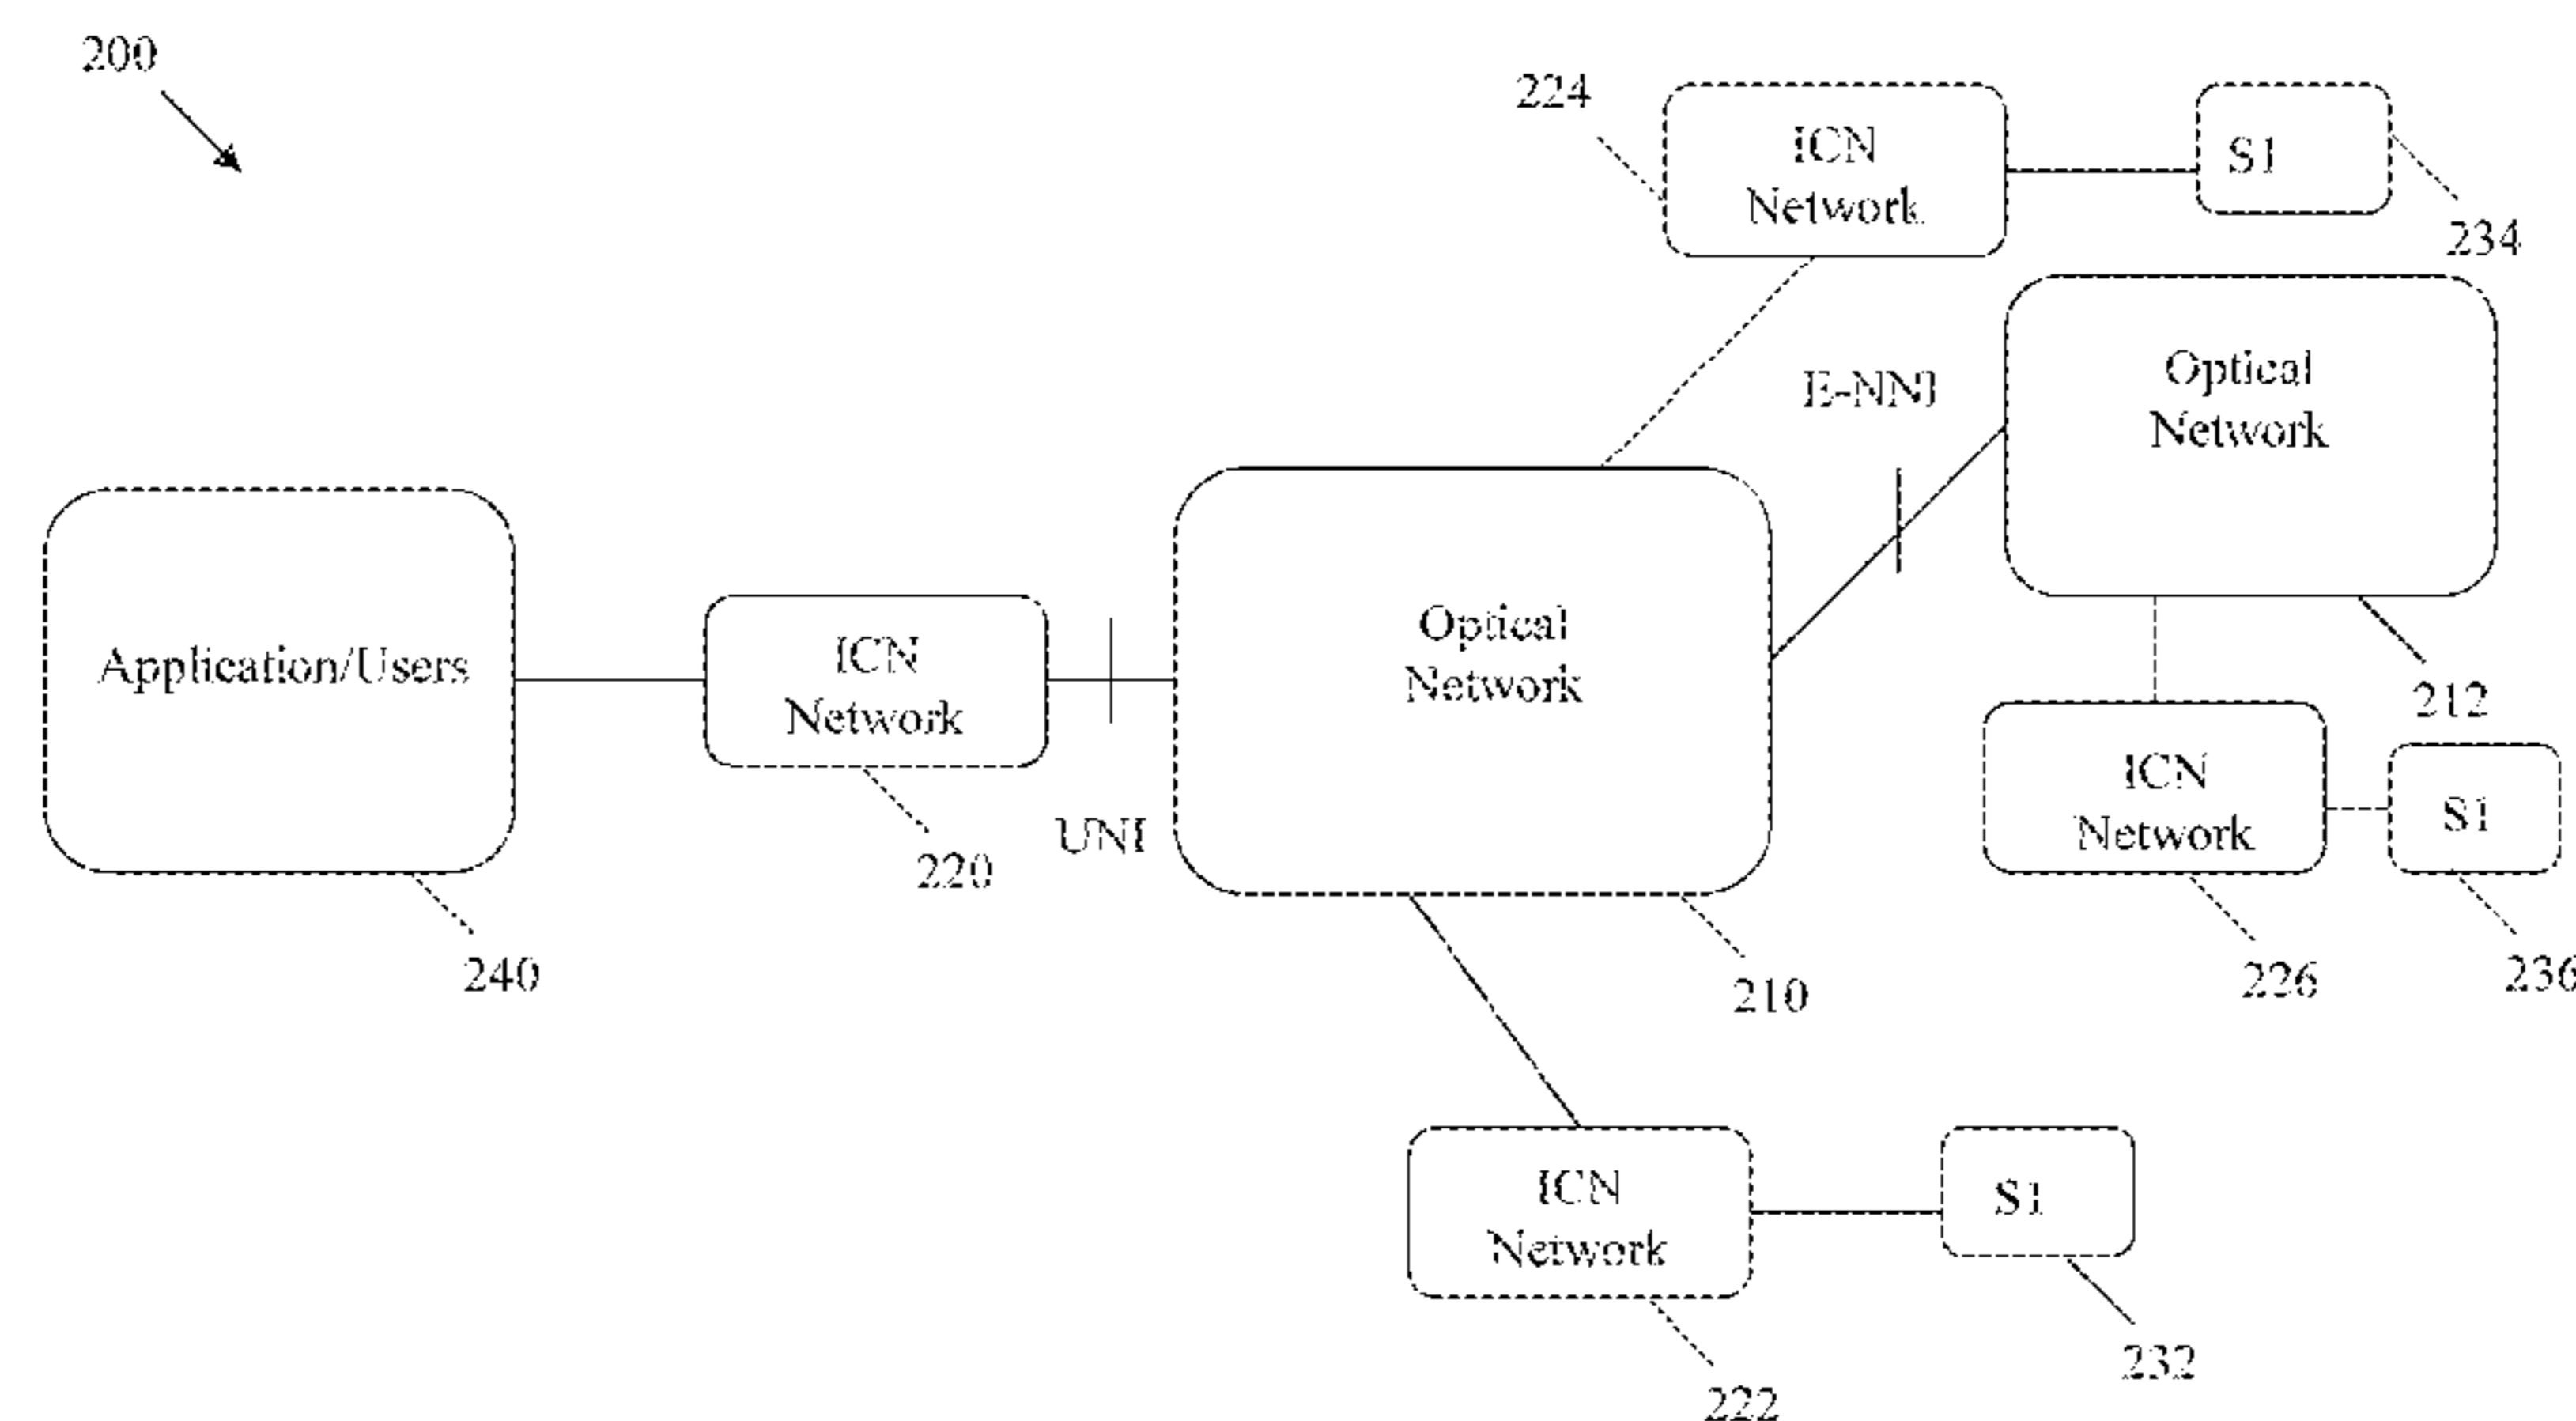 200
224
ICN
Network
S1
234
E-NNI
Optical
Network
212
Application/Users
240
ICN
Network
220
UNI
Optical
Network
210
ICN
Network
226
S1
236
ICN
Network
222
S1
232